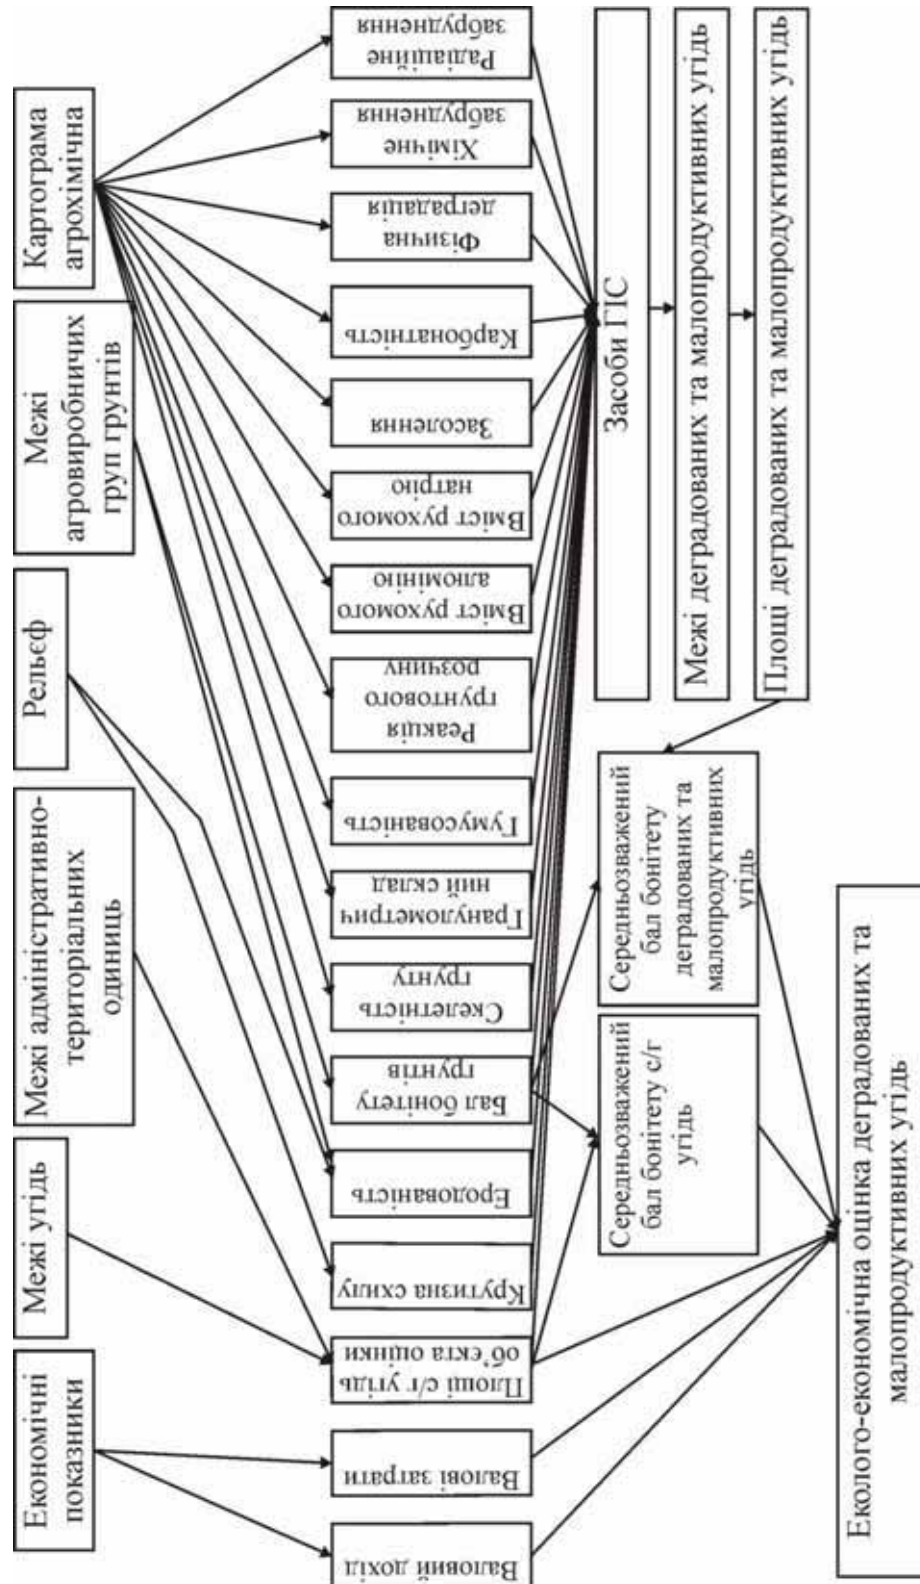 Економічні
показники
Межі угідь
Межі адміністративно-
територіальних
одиниць
Рельєф
Межі
агровиробничих
груп грунтів
Картограма
агрохімічна
Валовий дохід
Валові затрати
Площі с/г угідь
об’єкта оцінки
Крутизна схилу
Еродованість
Бал бонітету
грунтів
Скелетність
грунту
Гранулометрич
ний склад
Гумусованість
Реакція
грунтового
розчину
Вміст рухомого
алюмінію
Вміст рухомого
натрію
Засолення
Карбонатність
Фізична
деградація
Хімічне
забруднення
Радіаційне
забруднення
Засоби ГІС
Межі деградованих та малопродуктивних угідь
Площі деградованих та малопродуктивних угідь
Середньозважений
бал бонітету с/г
угідь
Середньозважений
бал бонітету
деградованих та
малопродуктивних
угідь
Еколого-економічна оцінка деградованих та
малопродуктивних угідь